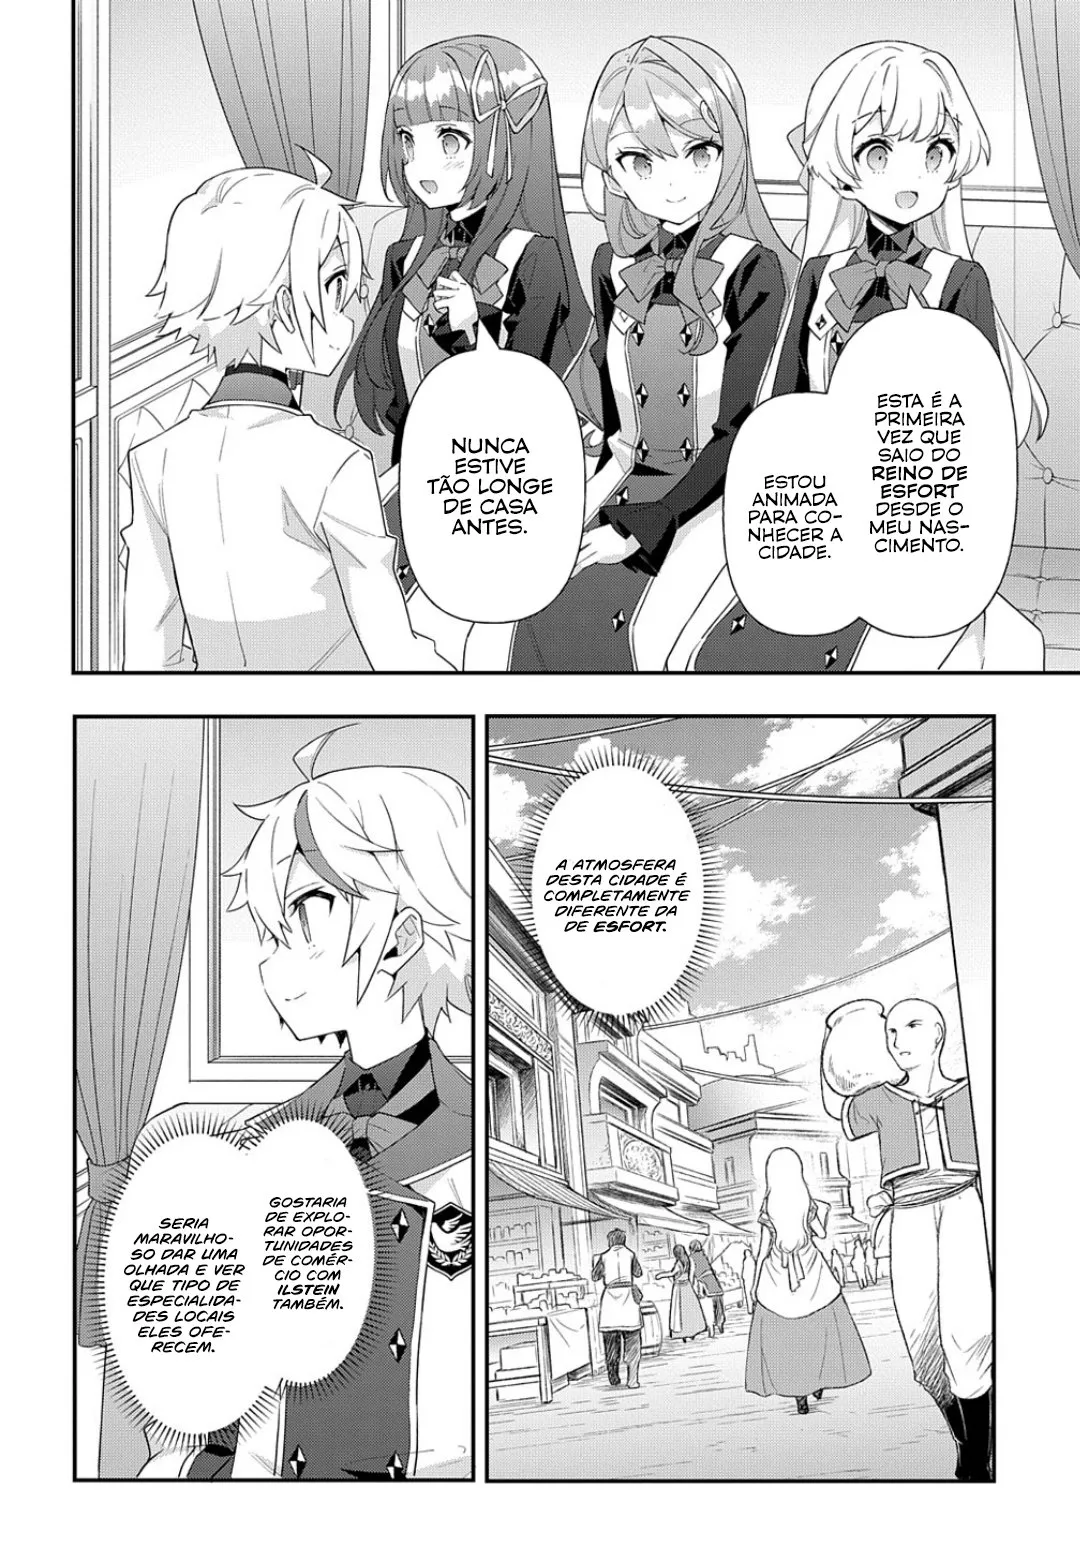 ESTA É A
PRIMEIRA
VEZ QUE
SAIO DO
REINO DE
ESFORT
DESDE O
MEU NAS-
CIMENTO.
ESTOU
ANIMADA
PARA CO-
NHECER A
CIDADE.
NUNCA
ESTIVE
TÃO LONGE
DE CASA
ANTES.
A ATMOSFERA
DESTA CIDADE É
COMPLETAMENTE
DIFERENTE DA
DE ESFORT.
GOSTARIA
DE EXPLO-
RAR OPOR-
TUNIDADES
DE COMÉR-
CIO COM
ILSTEIN
TAMBÉM.
SERIA
MARAVILHO-
SO DAR UMA
OLHADA E VER
QUE TIPO DE
ESPECIALIDA-
DES LOCAIS
ELES OFE-
RECEM.